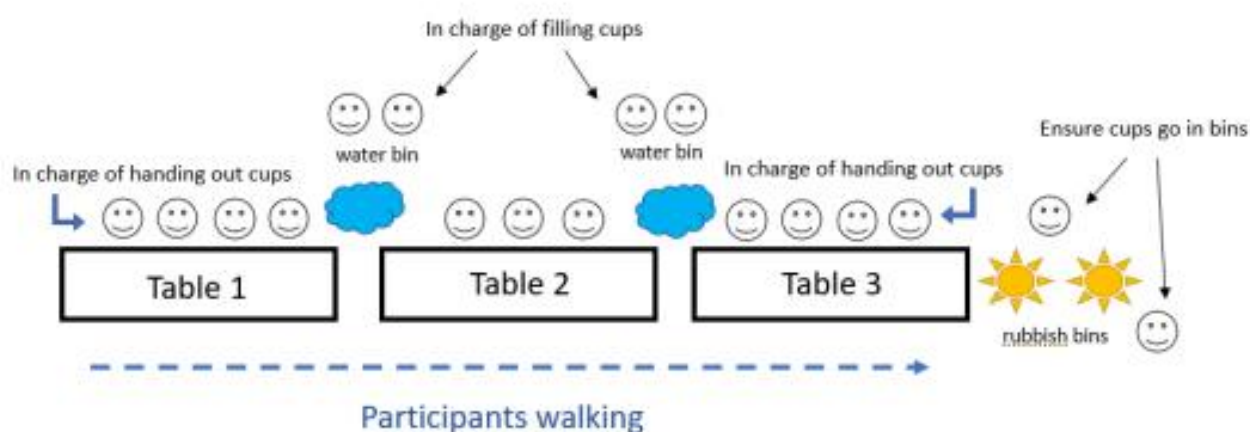 In charge of filling cups
water bin
water bin
Ensure cups go in bins
In charge of handing out cups
In charge of handing out cups
Table 1
Table 2
Table 3
rubbish bins
Participants walking